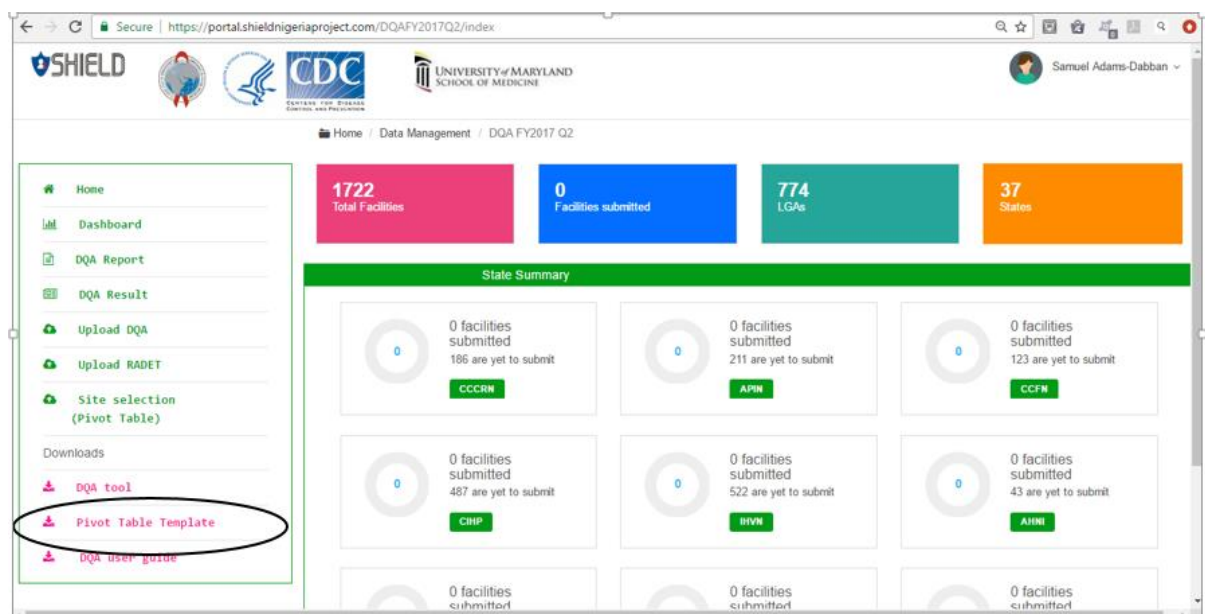 Secure | https://portal.shieldnigeriaproject.com/DQAFY2017Q2/index
SHIELD
CDC
CENTERS FOR DISEASE
CONTROL AND PREVENTION
UNIVERSITY of MARYLAND
SCHOOL OF MEDICINE
Samuel Adams-Dabban
Home / Data Management / DQA FY2017 Q2
Home
Dashboard
DQA Report
DQA Result
Upload DQA
Upload RADET
Site selection
(Pivot Table)
Downloads
DQA tool
Pivot Table Template
DQA user guide
1722
Total Facilities
0
Facilities submitted
774
LGAs
37
States
State Summary
0
0 facilities
submitted
186 are yet to submit
CCCRN
0
0 facilities
submitted
211 are yet to submit
APIN
0
0 facilities
submitted
123 are yet to submit
CCFN
0
0 facilities
submitted
487 are yet to submit
CIHP
0
0 facilities
submitted
522 are yet to submit
IHVN
0
0 facilities
submitted
43 are yet to submit
AHNI
0 facilities
submitted
0 facilities
submitted
0 facilities
submitted